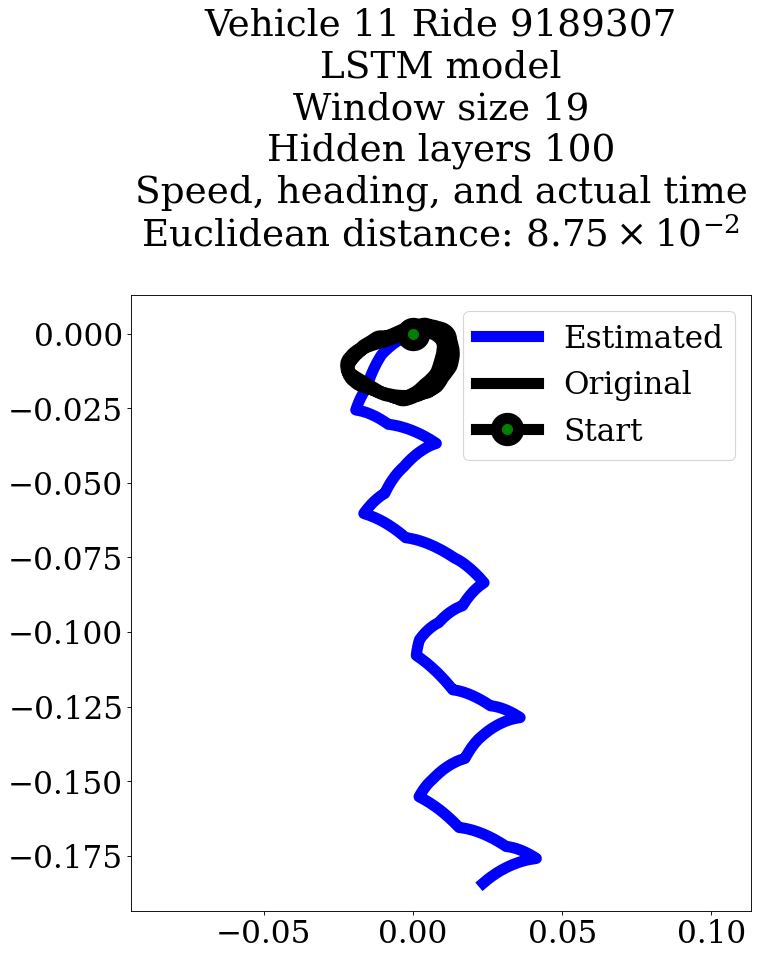 Vehicle 11 Ride 9189307
LSTM model
Window size 19
Hidden layers 100
Speed, heading, and actual time
Euclidean distance: 8.75 × 10⁻²
Estimated
Original
Start
0.000
−0.025
−0.050
−0.075
−0.100
−0.125
−0.150
−0.175
−0.05 0.00 0.05 0.10